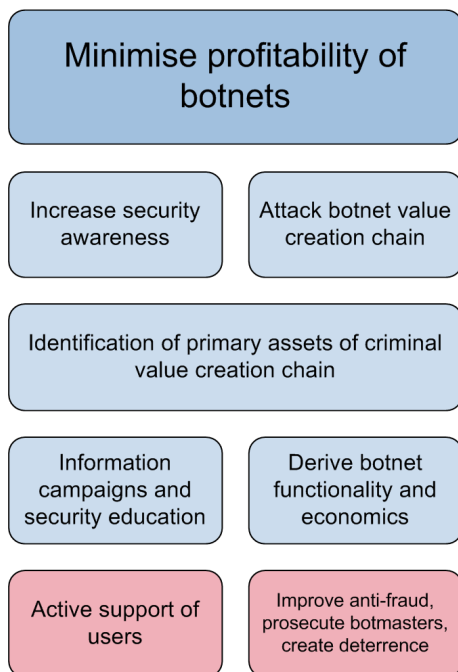 Minimise profitability of
botnets
Increase security
awareness
Attack botnet value
creation chain
Identification of primary assets of criminal
value creation chain
Information
campaigns and
security education
Derive botnet
functionality and
economics
Active support of
users
Improve anti-fraud,
prosecute botmasters,
create deterrence